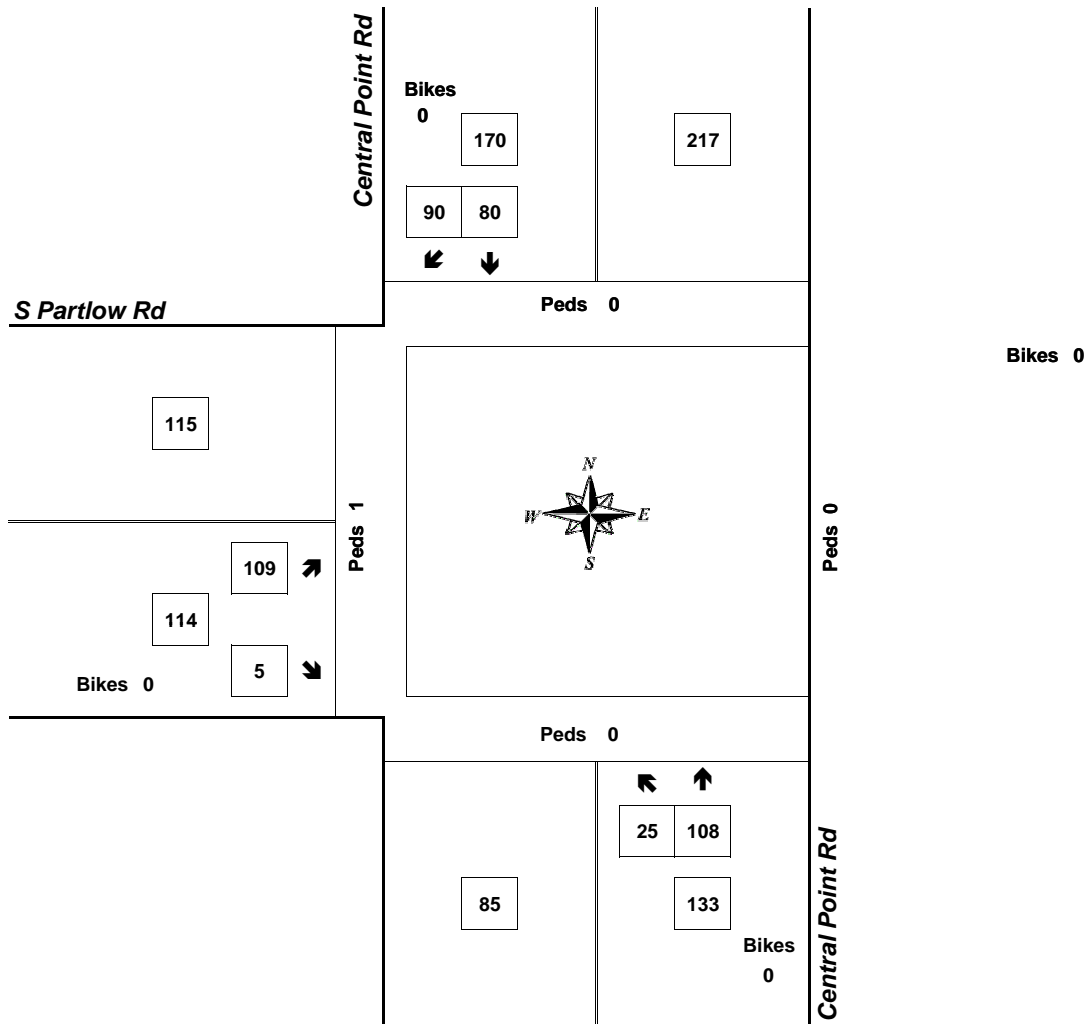 Central Point Rd
Bikes
0
170
217
90 80
Peds 0
S Partlow Rd
Bikes 0
115
N
W E
S
Peds 1
Peds 0
109
114
5
Bikes 0
Peds 0
25 108
85
133
Bikes
0
Central Point Rd